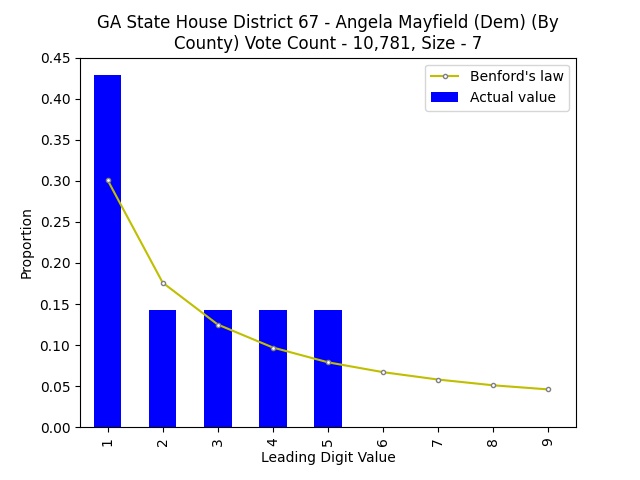 GA State House District 67 - Angela Mayfield (Dem) (By
County) Vote Count - 10,781, Size - 7
Benford's law
Actual value
0.45
0.40
0.35
0.30
0.25
0.20
0.15
0.10
0.05
0.00
Proportion
1 2 3 4 5 6 7 8 9
Leading Digit Value